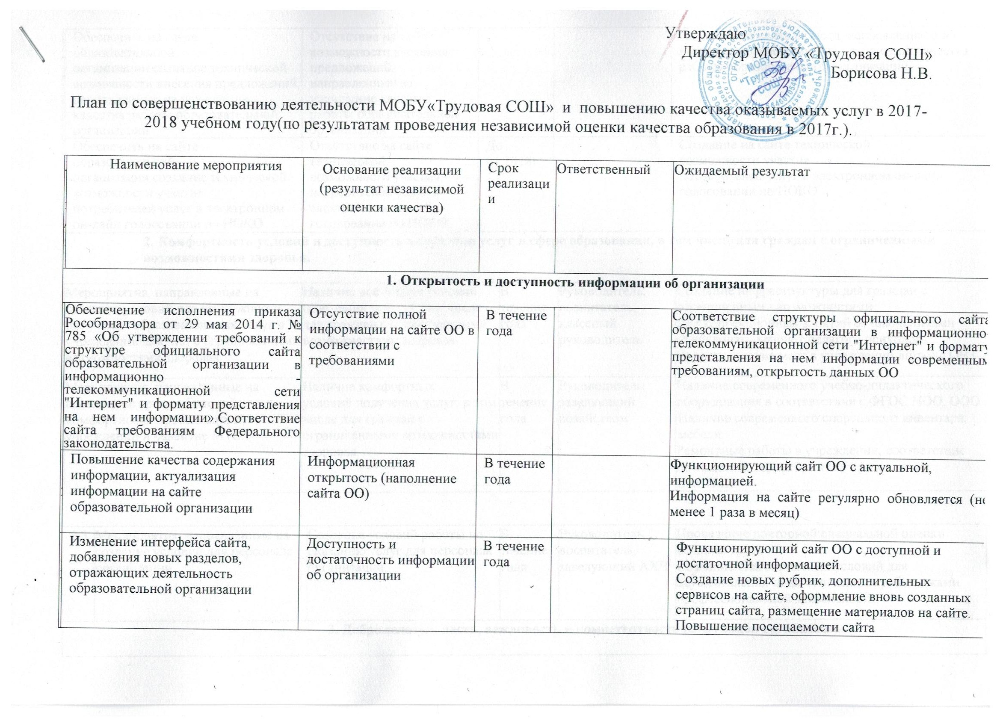 Утверждаю
Директор МОБУ «Трудовая СОШ»
Борисова Н.В.
МОБУ
"Трудовая
СОШ"
План по совершенствованию деятельности МОБУ«Трудовая СОШ» и повышению качества оказываемых услуг в 2017-
2018 учебном году(по результатам проведения независимой оценки качества образования в 2017г.).
Наименование мероприятия
Основание реализации
(результат независимой
оценки качества)
Срок
реализаци
и
Ответственный
Ожидаемый результат
1. Открытость и доступность информации об организации
Обеспечение исполнения приказа
Рособрнадзора от 29 мая 2014 г. №
785 «Об утверждении требований к
структуре официального сайта
образовательной организации в
информационно -
телекоммуникационной сети
"Интернет" и формату представления
на нем информации».Соответствие
сайта требованиям Федерального
законодательства.
Отсутствие полной
информации на сайте ОО в
соответствии с
требованиями
В течение
года
Соответствие структуры официального сайта
образовательной организации в информационно-
телекоммуникационной сети "Интернет" и формату
представления на нем информации современным
требованиям, открытость данных ОО
Повышение качества содержания
информации, актуализация
информации на сайте
образовательной организации
Информационная
открытость (наполнение
сайта ОО)
В течение
года
Функционирующий сайт ОО с актуальной,
информацией.
Информация на сайте регулярно обновляется (не
менее 1 раза в месяц)
Изменение интерфейса сайта,
добавления новых разделов,
отражающих деятельность
образовательной организации
Доступность и
достаточность информации
об организации
В течение
года
Функционирующий сайт ОО с доступной и
достаточной информацией.
Создание новых рубрик, дополнительных
сервисов на сайте, оформление вновь созданных
страниц сайта, размещение материалов на сайте.
Повышение посещаемости сайта